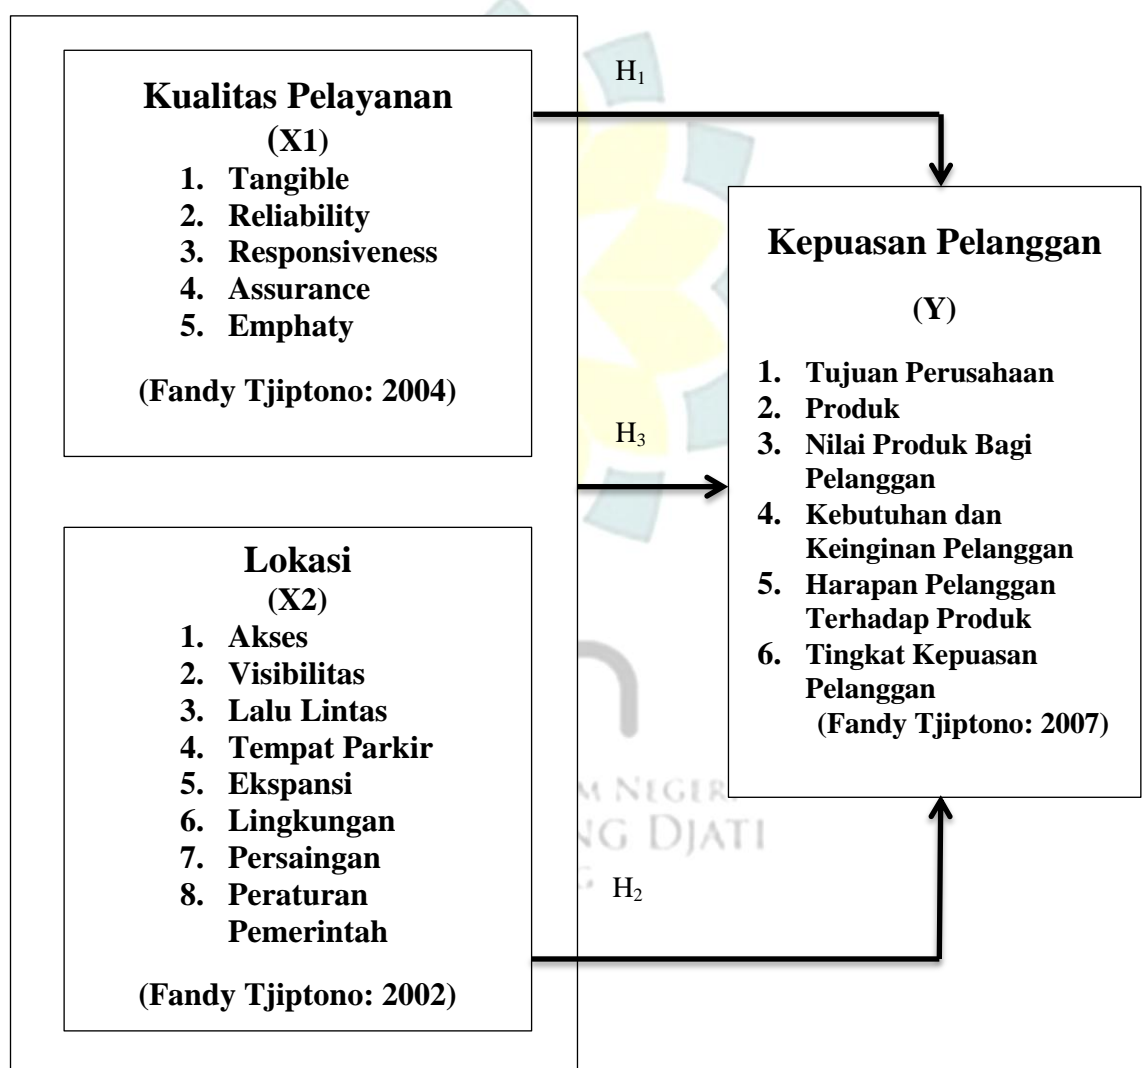 Kualitas Pelayanan
(X1)
1. Tangible
2. Reliability
3. Responsiveness
4. Assurance
5. Emphaty
(Fandy Tjiptono: 2004)
Lokasi
(X2)
1. Akses
2. Visibilitas
3. Lalu Lintas
4. Tempat Parkir
5. Ekspansi
6. Lingkungan
7. Persaingan
8. Peraturan
Pemerintah
(Fandy Tjiptono: 2002)
H₁
H₃
H₂
Kepuasan Pelanggan
(Y)
1. Tujuan Perusahaan
2. Produk
3. Nilai Produk Bagi
Pelanggan
4. Kebutuhan dan
Keinginan Pelanggan
5. Harapan Pelanggan
Terhadap Produk
6. Tingkat Kepuasan
Pelanggan
(Fandy Tjiptono: 2007)
NEGERI
DJATI